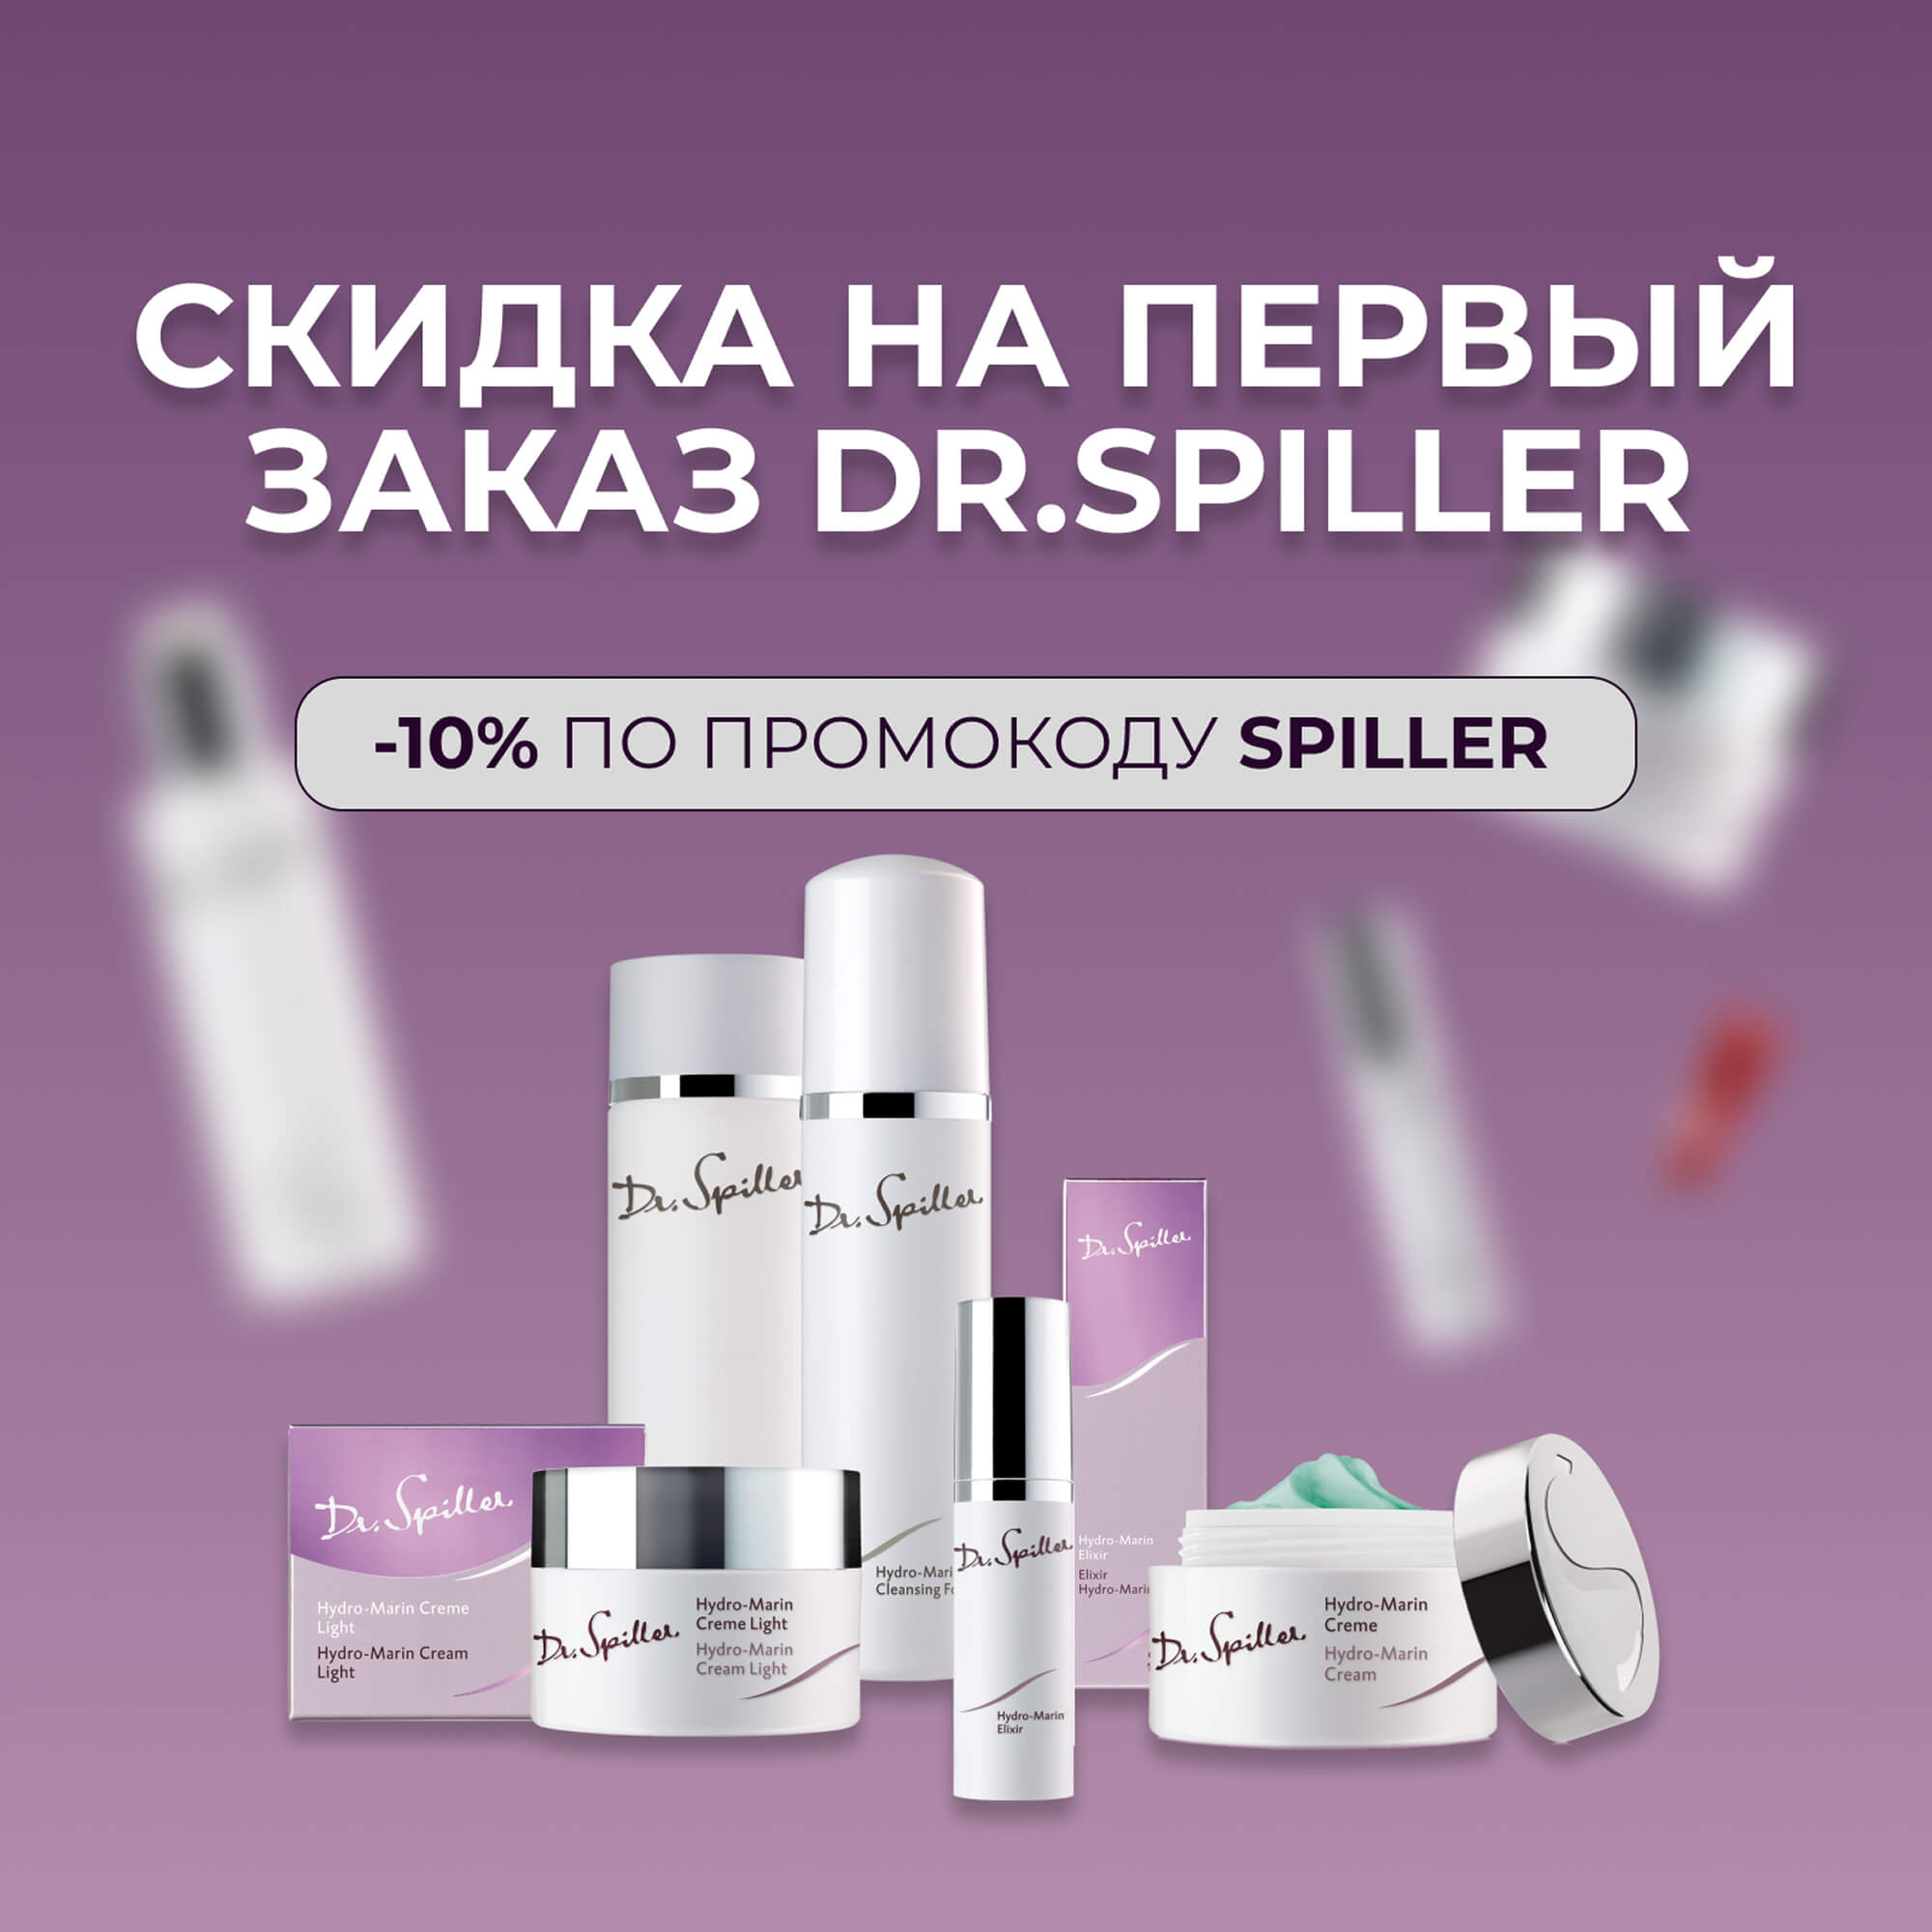 СКИДКА НА ПЕРВЫЙ
ЗАКАЗ DR.SPILLER
-10% ПО ПРОМОКОДУ SPILLER
Dr. Spiller
Dr. Spiller
Dr. Spiller
Hydro-Marin
Elixir
Elixir
Dr. Spiller
Hydro-Marin Creme
Light
Hydro-Marin Cream
Light
Dr. Spiller
Hydro-Marin
Creme Light
Hydro-Marin
Cream Light
Cleansing
Dr. Spiller
Hydro-Marin
Elixir
Dr. Spiller
Hydro-Marin
Creme
Hydro-Marin
Cream